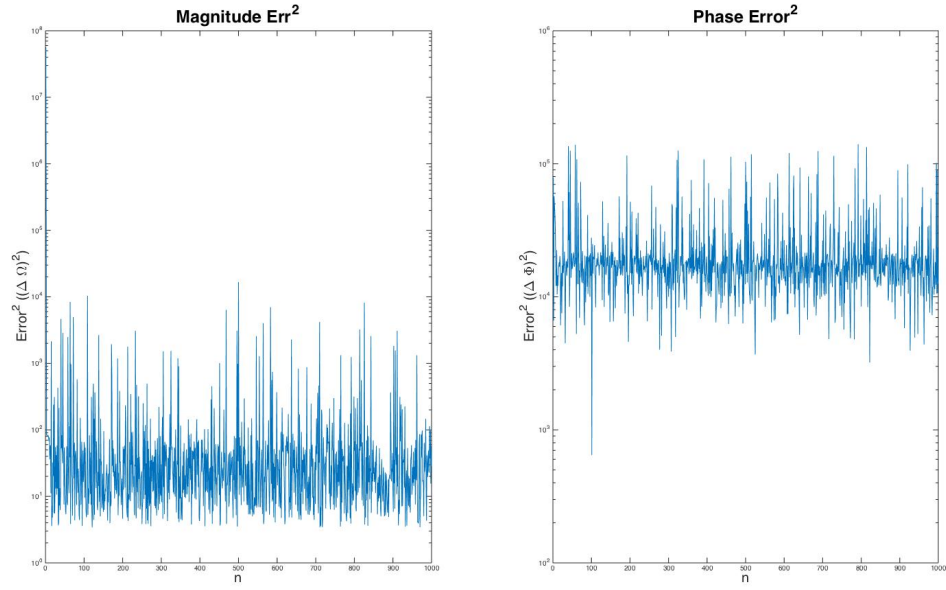 Magnitude Err²
Error² ((Δ Ω)²)
10⁸
10⁷
10⁶
10⁵
10⁴
10³
10²
10¹
10⁰
0 100 200 300 400 500 600 700 800 900 1000
n
Phase Error²
Error² ((Δ Φ)²)
10⁶
10⁵
10⁴
10³
10²
0 100 200 300 400 500 600 700 800 900 1000
n